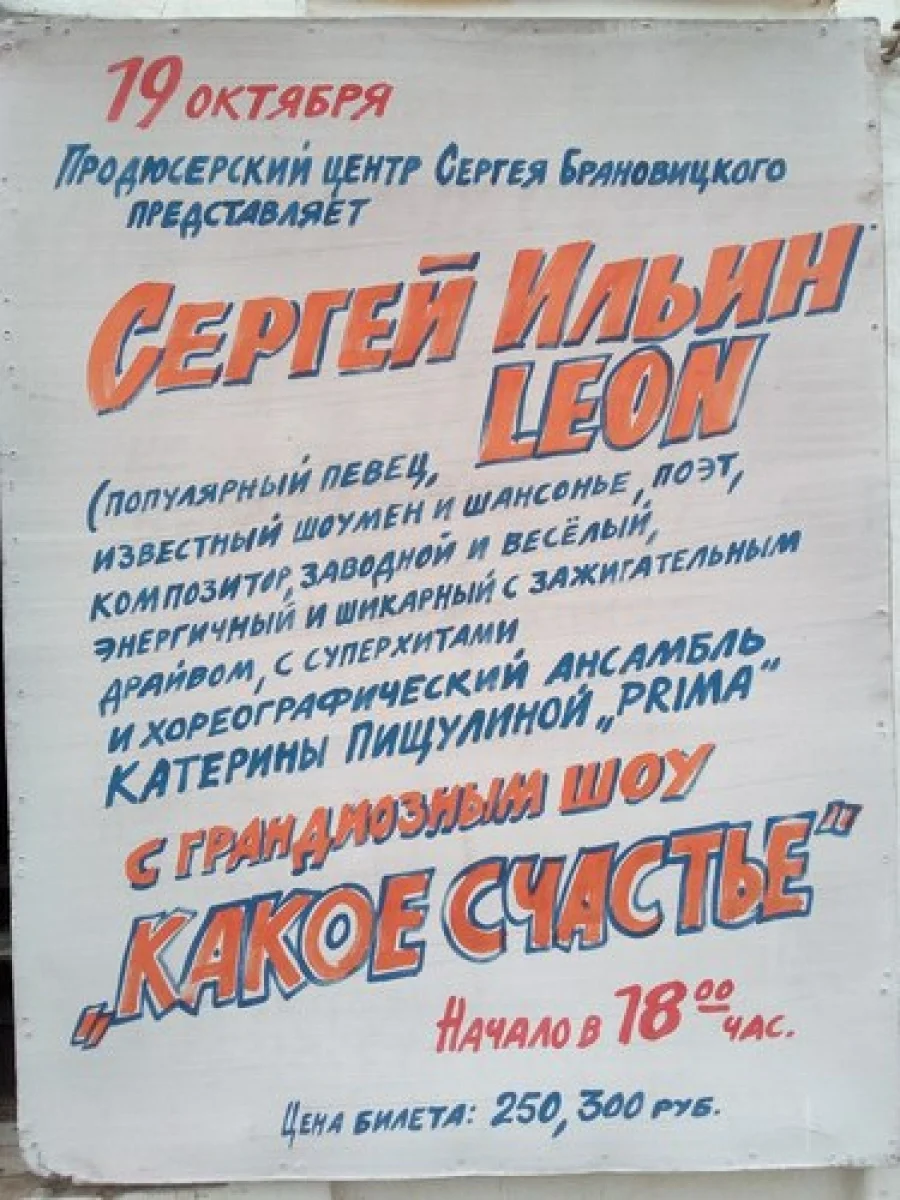 19 ОКТЯБРЯ
ПРОДЮСЕРСКИЙ ЦЕНТР СЕРГЕЯ БРАНОВИЦКОГО
ПРЕДСТАВЛЯЕТ
СЕРГЕЙ ИЛЬИН
LEON
(ПОПУЛЯРНЫЙ ПЕВЕЦ,
ИЗВЕСТНЫЙ ШОУМЕН И ШАНСОНЬЕ, ПОЭТ,
КОМПОЗИТОР, ЗАВОДНОЙ И ВЕСЁЛЫЙ,
ЭНЕРГИЧНЫЙ И ШИКАРНЫЙ С ЗАЖИГАТЕЛЬНЫМ
ДРАЙВОМ, С СУПЕРХИТАМИ
И ХОРЕОГРАФИЧЕСКИЙ АНСАМБЛЬ
КАТЕРИНЫ ПИЩУЛИНОЙ „PRIMA"
С ГРАНДИОЗНЫМ ШОУ
„КАКОЕ СЧАСТЬЕ"
НАЧАЛО В 18⁰⁰ ЧАС.
ЦЕНА БИЛЕТА: 250, 300 РУБ.